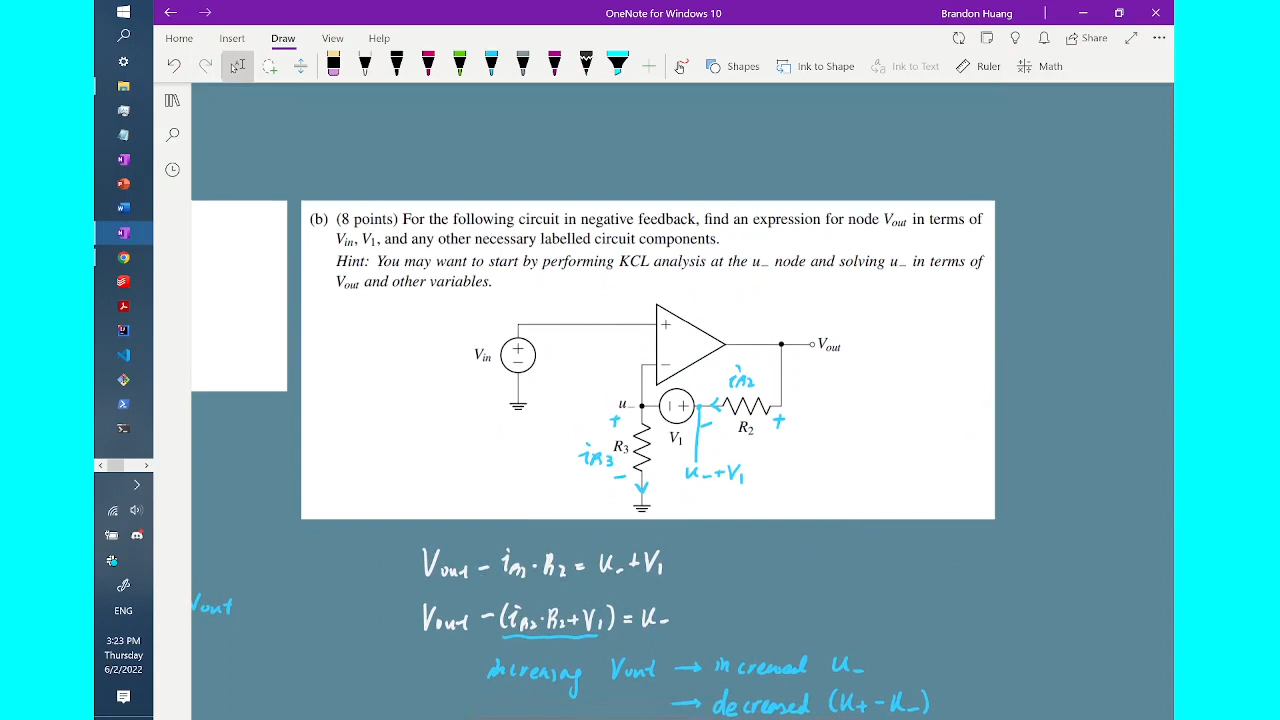 OneNote for Windows 10
Brandon Huang
Home Insert Draw View Help
Share
Shapes Ink to Shape Ink to Text Ruler Math
(b) (8 points) For the following circuit in negative feedback, find an expression for node Vout in terms of
Vin, V1, and any other necessary labelled circuit components.
Hint: You may want to start by performing KCL analysis at the u− node and solving u− in terms of
Vout and other variables.
Vin
+
−
+
−
Vout
iR2
u−
− +
V1
R2
+
−
+
R3
iR3
−
u−+V1
Vout − iR2·R2 = u−+V1
Vout − (iR2·R2+V1) = u−
Vout
increasing Vout → increased u−
→ decreased (u+−u−)
ENG
3:23 PM
Thursday
6/2/2022